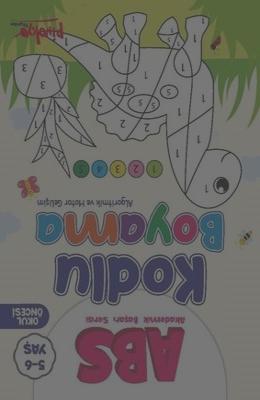 5-6
YAŞ
ABS
Akademik Başarı Serisi
OKUL
ÖNCESİ
Kodlu
Boyama
Algoritmik ve Motor Gelişim
1 2 3 4 5